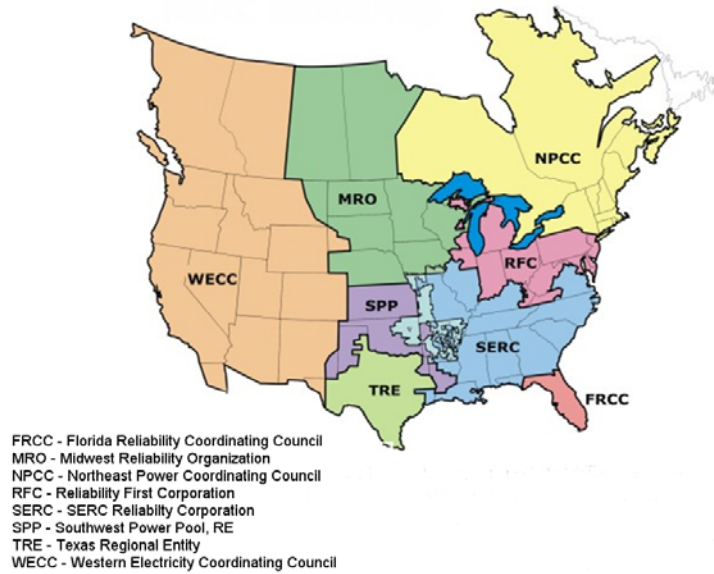 NPCC
MRO
RFC
WECC
SPP
SERC
TRE
FRCC
FRCC - Florida Reliability Coordinating Council
MRO - Midwest Reliability Organization
NPCC - Northeast Power Coordinating Council
RFC - Reliability First Corporation
SERC - SERC Reliabilty Corporation
SPP - Southwest Power Pool, RE
TRE - Texas Regional Entity
WECC - Western Electricity Coordinating Council